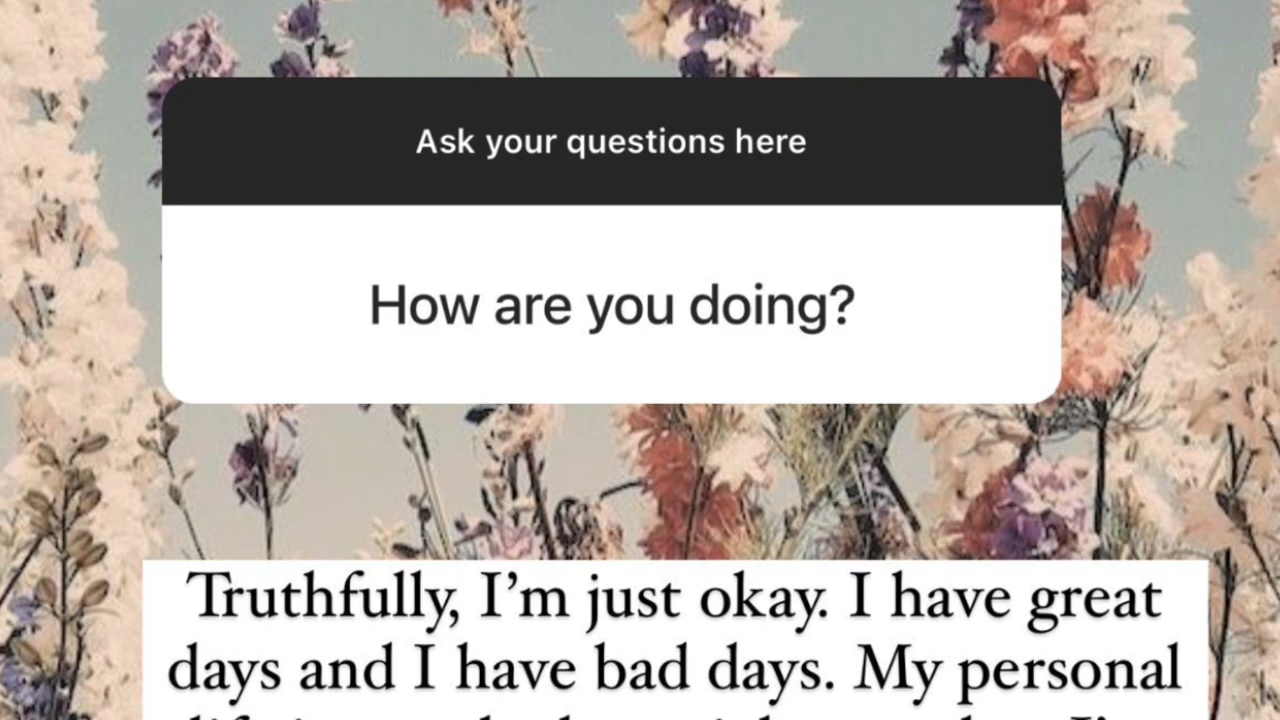 Ask your questions here
How are you doing?
Truthfully, I'm just okay. I have great
days and I have bad days. My personal